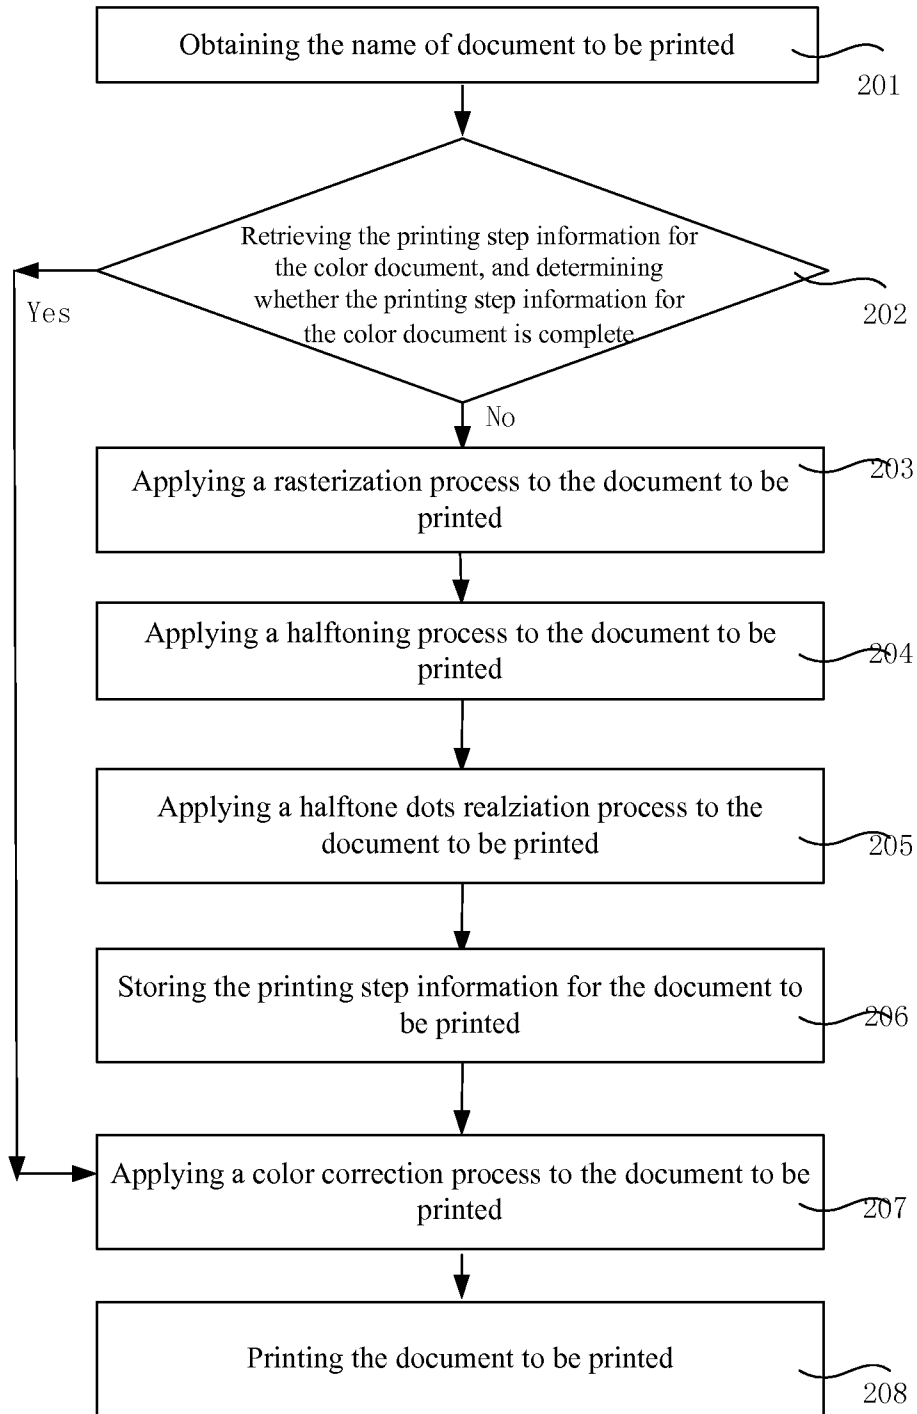 Obtaining the name of document to be printed
201
Retrieving the printing step information for
the color document, and determining
whether the printing step information for
the color document is complete
202
Yes
No
203
Applying a rasterization process to the document to be
printed
Applying a halftoning process to the document to be
printed
204
Applying a halftone dots realziation process to the
document to be printed
205
Storing the printing step information for the document to
be printed
206
Applying a color correction process to the document to be
printed
207
Printing the document to be printed
208